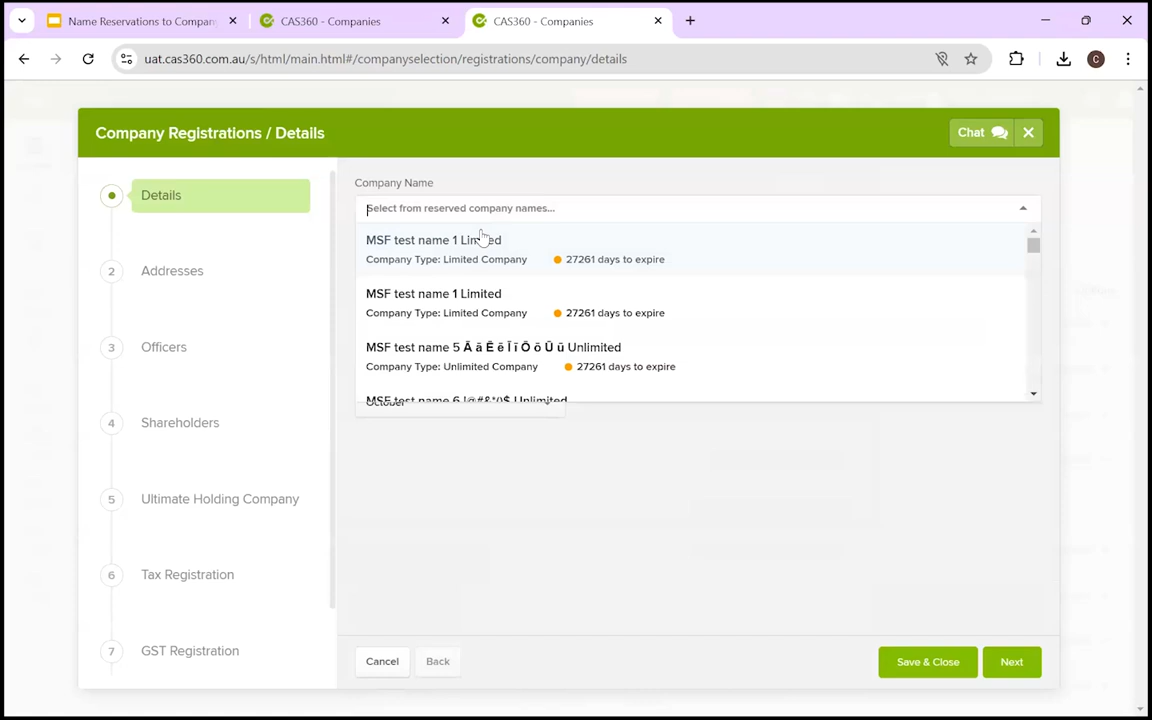 Name Reservations to Compan
CAS360 - Companies
CAS360 - Companies
uat.cas360.com.au/s/html/main.html#/companyselection/registrations/company/details
C
Company Registrations / Details
Chat
Details
2 Addresses
3 Officers
4 Shareholders
5 Ultimate Holding Company
6 Tax Registration
7 GST Registration
Company Name
Select from reserved company names...
MSF test name 1 Limited
Company Type: Limited Company 27261 days to expire
MSF test name 1 Limited
Company Type: Limited Company 27261 days to expire
MSF test name 5 Ā ā Ē ē Ī ī Ō ō Ū ū Unlimited
Company Type: Unlimited Company 27261 days to expire
MSF test name 6 !@#&*()$ Unlimited
October
Cancel
Back
Save & Close
Next